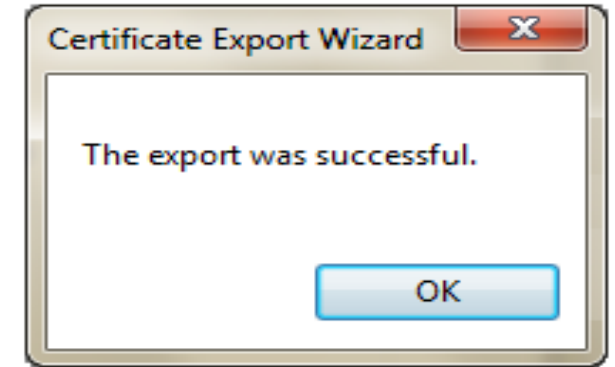 Certificate Export Wizard
The export was successful.
OK